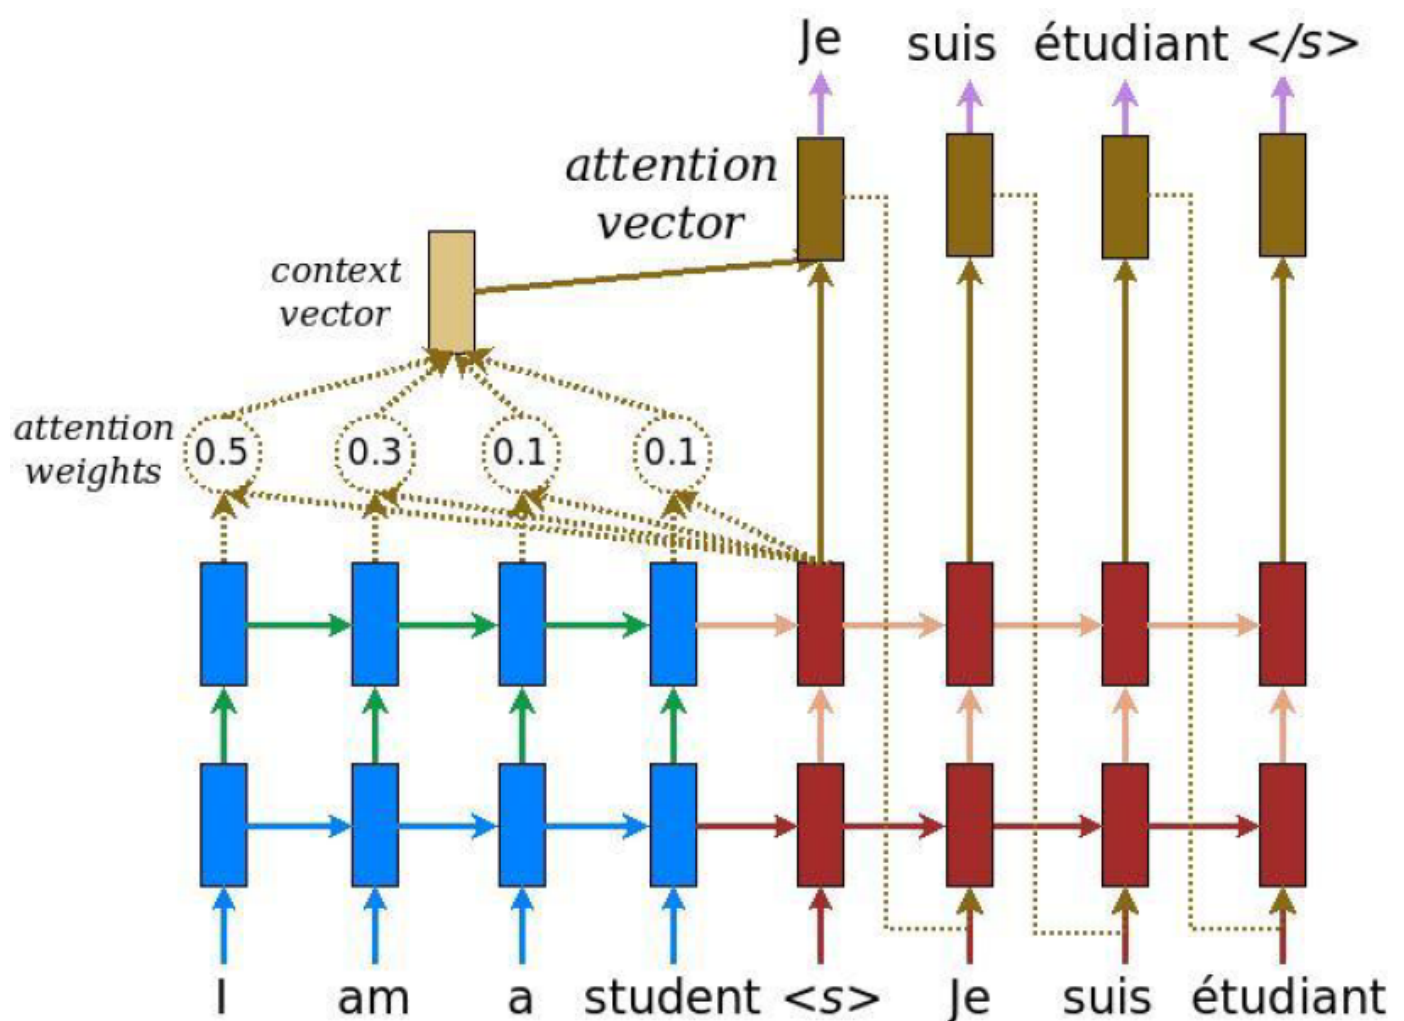 Je suis étudiant </s>
attention
vector
context
vector
attention
weights
0.5 0.3 0.1 0.1
I am a student <s> Je suis étudiant